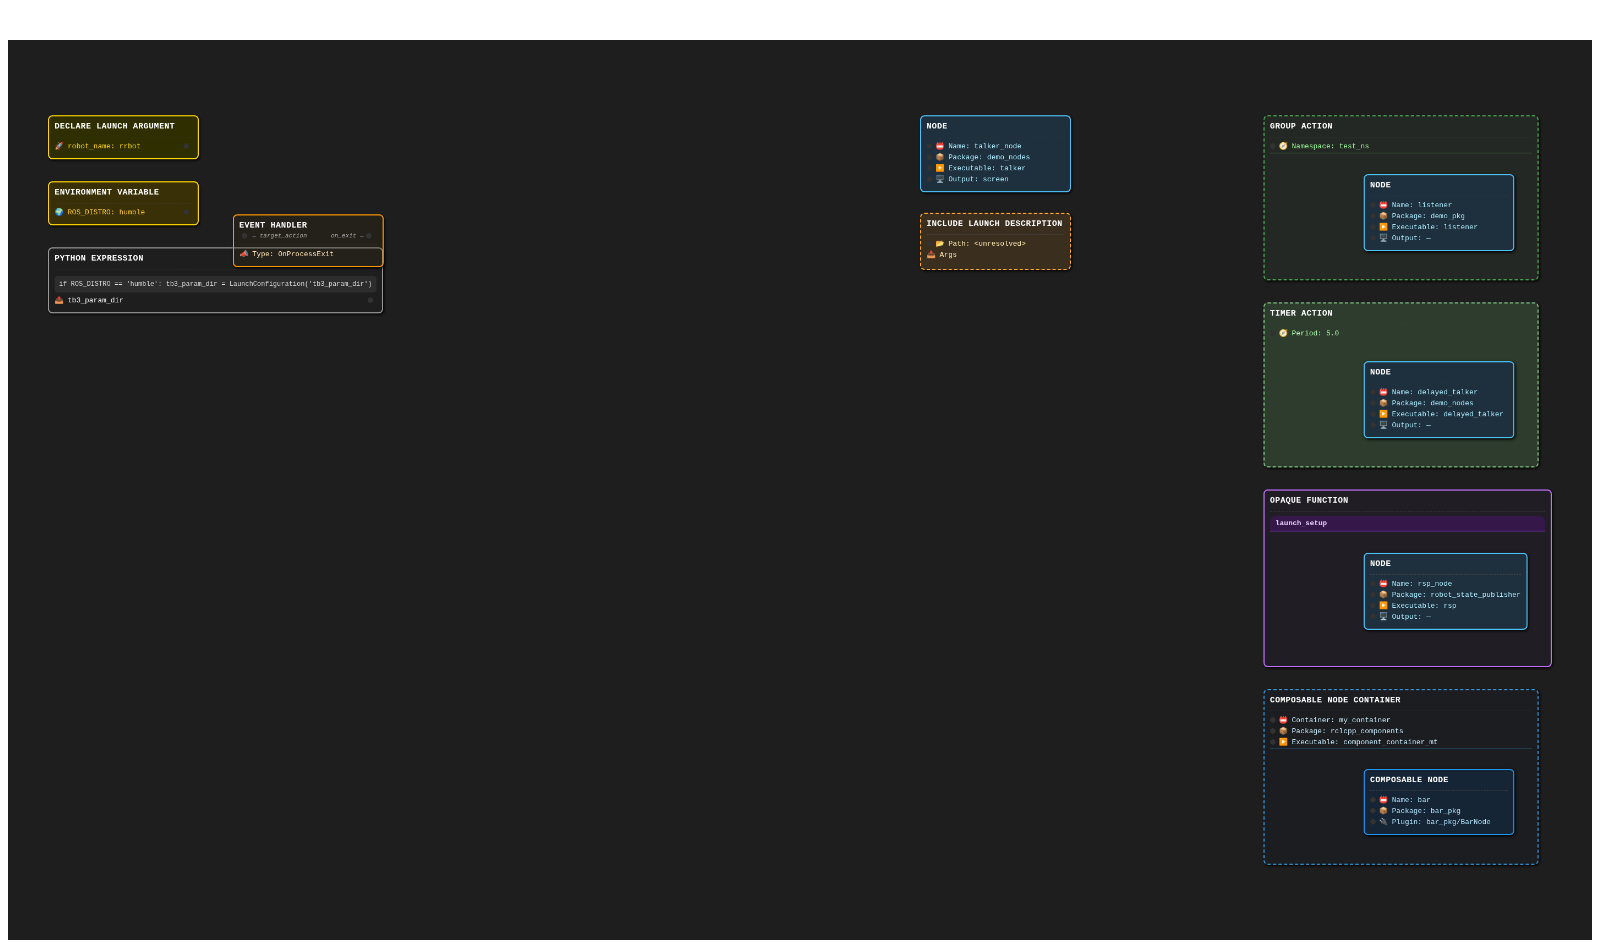 DECLARE LAUNCH ARGUMENT
🚀 robot_name: rrbot
ENVIRONMENT VARIABLE
🌍 ROS_DISTRO: humble
EVENT HANDLER
— target_action
on_exit —
📣 Type: OnProcessExit
PYTHON EXPRESSION
if ROS_DISTRO == 'humble': tb3_param_dir = LaunchConfiguration('tb3_param_dir')
📤 tb3_param_dir
NODE
📛 Name: talker_node
📦 Package: demo_nodes
▶️ Executable: talker
🖥️ Output: screen
INCLUDE LAUNCH DESCRIPTION
📂 Path: <unresolved>
📥 Args
GROUP ACTION
🧭 Namespace: test_ns
NODE
📛 Name: listener
📦 Package: demo_pkg
▶️ Executable: listener
🖥️ Output: —
TIMER ACTION
🧭 Period: 5.0
NODE
📛 Name: delayed_talker
📦 Package: demo_nodes
▶️ Executable: delayed_talker
🖥️ Output: —
OPAQUE FUNCTION
launch_setup
NODE
📛 Name: rsp_node
📦 Package: robot_state_publisher
▶️ Executable: rsp
🖥️ Output: —
COMPOSABLE NODE CONTAINER
📛 Container: my_container
📦 Package: rclcpp_components
▶️ Executable: component_container_mt
COMPOSABLE NODE
📛 Name: bar
📦 Package: bar_pkg
🔌 Plugin: bar_pkg/BarNode